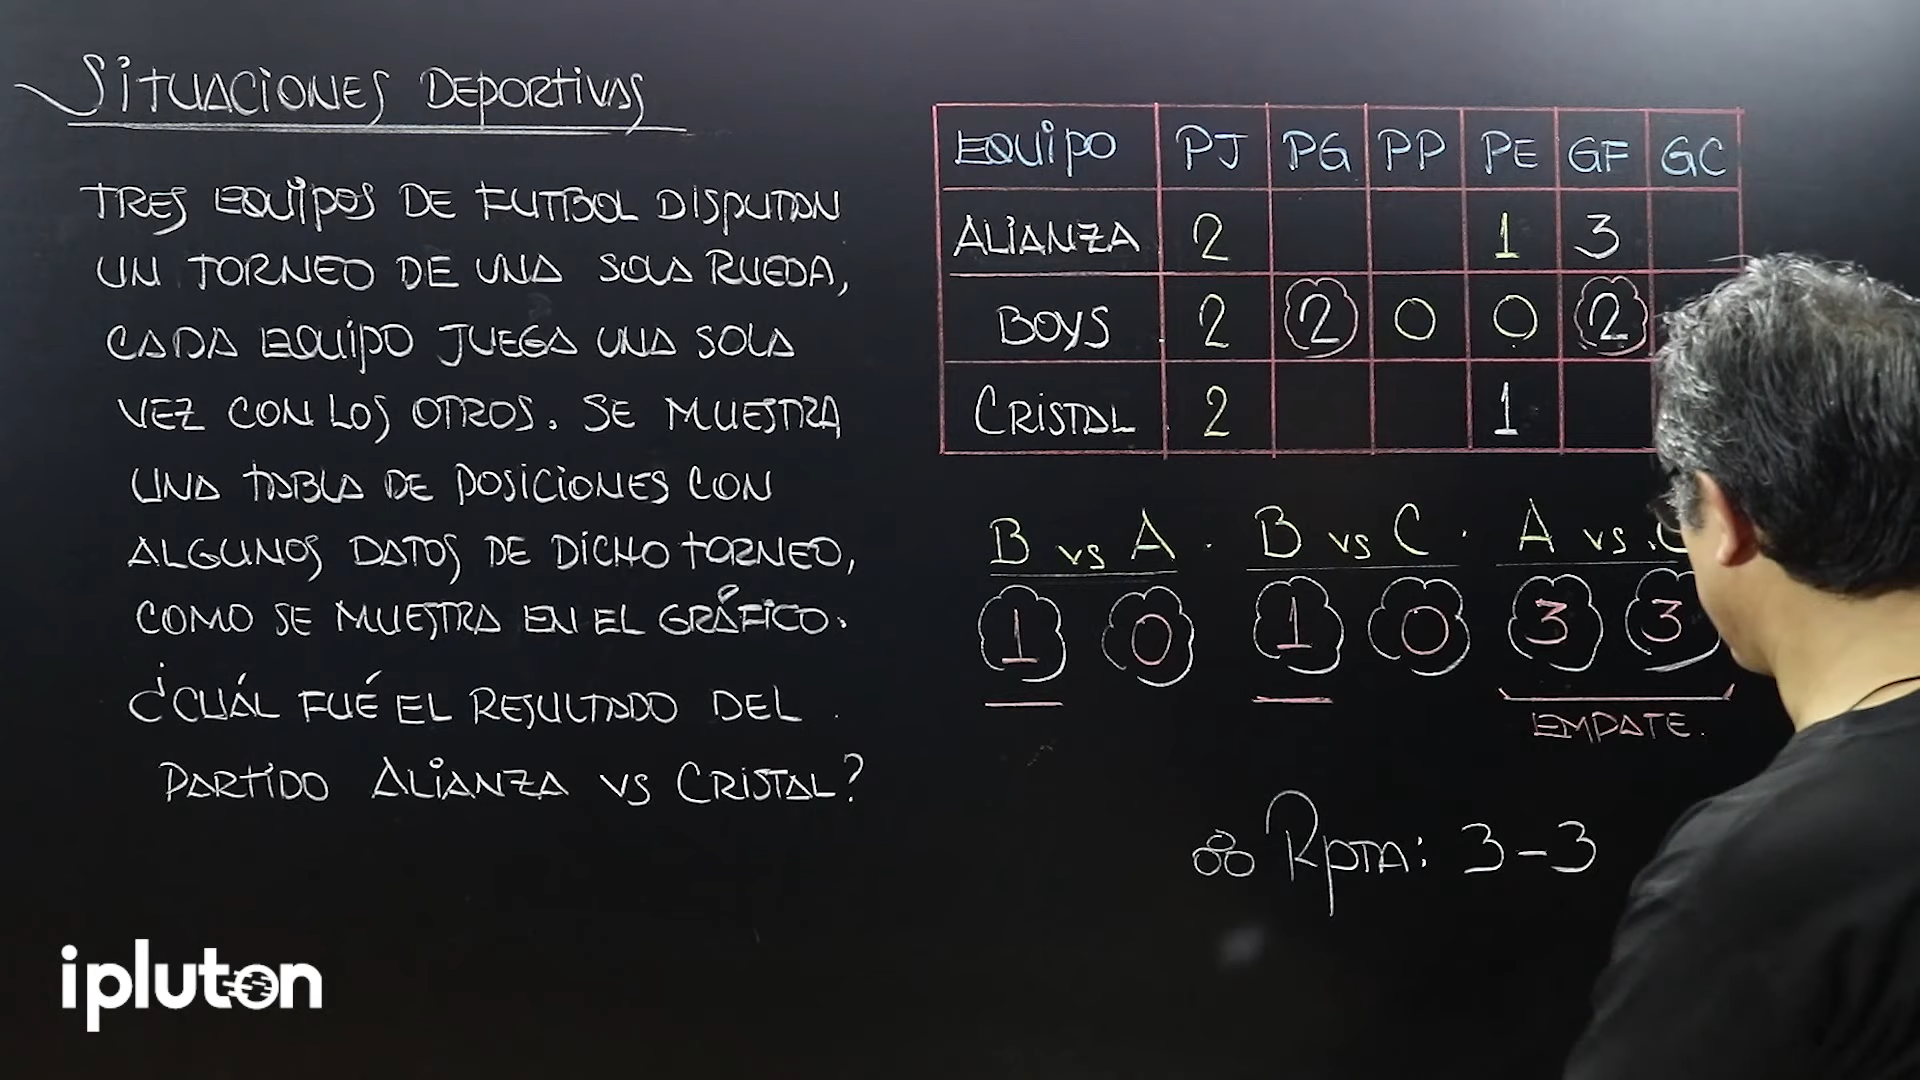 SITUACIONES DEPORTIVAS
TRES EQUIPOS DE FUTBOL DISPUTAN
UN TORNEO DE UNA SOLA RUEDA,
CADA EQUIPO JUEGA UNA SOLA
VEZ CON LOS OTROS. SE MUESTRA
UNA TABLA DE POSICIONES CON
ALGUNOS DATOS DE DICHO TORNEO,
COMO SE MUESTRA EN EL GRÁFICO.
¿CUÁL FUÉ EL RESULTADO DEL
PARTIDO ALIANZA VS CRISTAL?
EQUIPO PJ PG PP PE GF GC
ALIANZA 2 1 3
BOYS 2 2 0 0 2
CRISTAL 2 1
B vs A . B vs C . A vs.
1 0 1 0 3 3
EMPATE.
Rpta: 3-3
ipluton